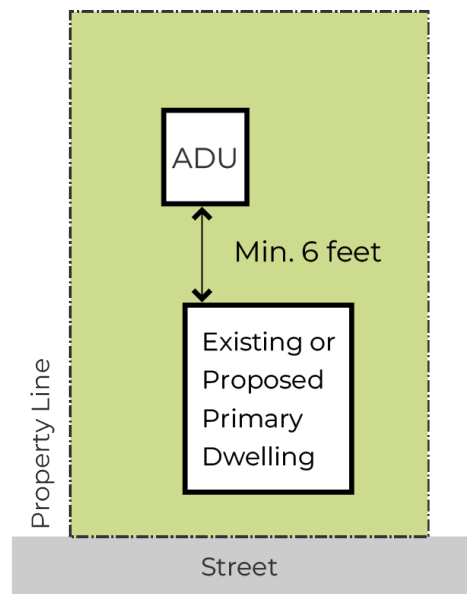 ADU
Min. 6 feet
Existing or
Proposed
Primary
Dwelling
Property Line
Street